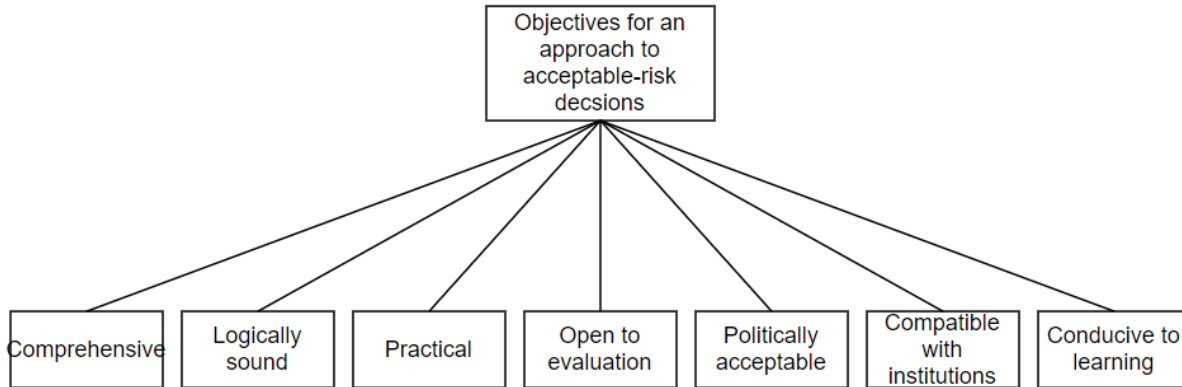 Objectives for an
approach to
acceptable-risk
decsions
Comprehensive
Logically
sound
Practical
Open to
evaluation
Politically
acceptable
Compatible
with
institutions
Conducive to
learning